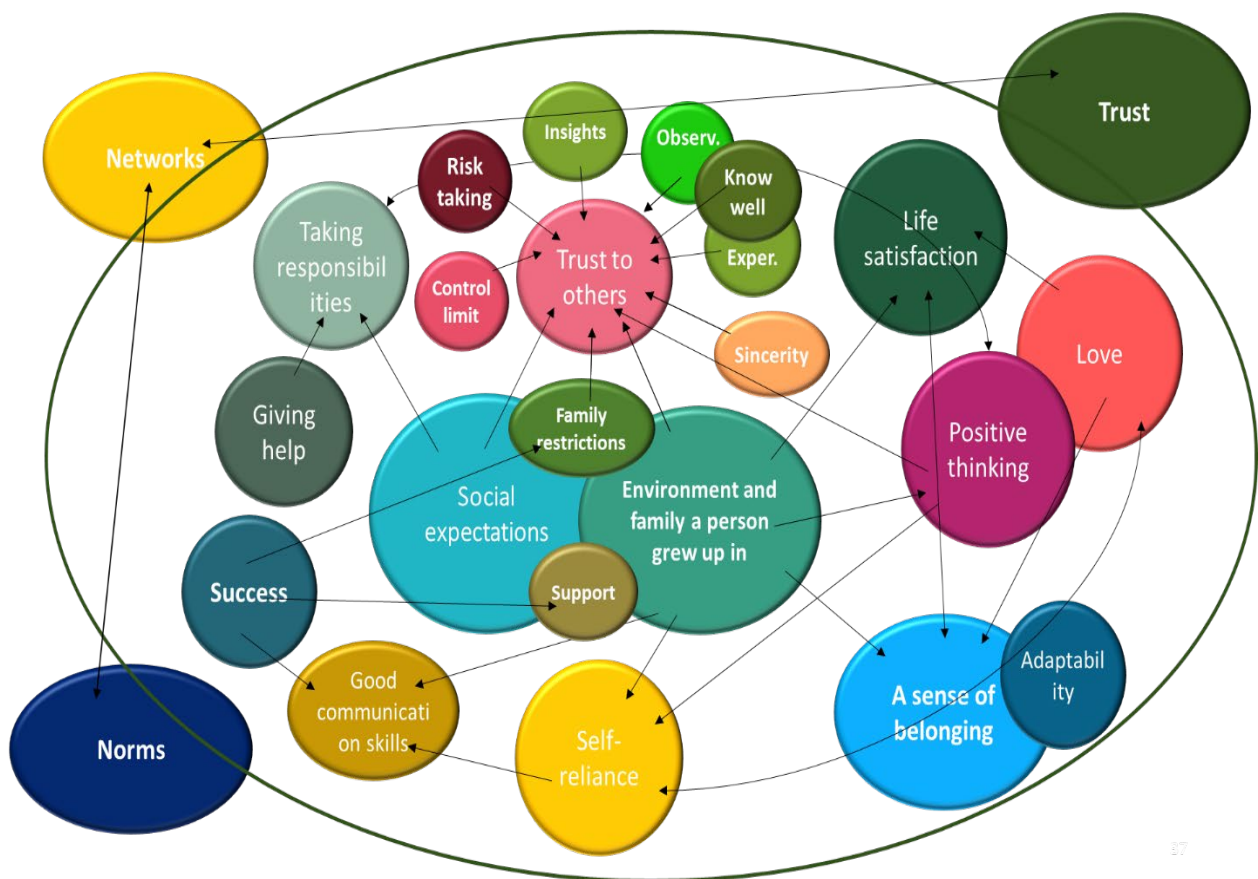 Networks
Trust
Insights
Observ.
Risk
taking
Know
well
Taking
responsibil
ities
Trust to
others
Life
satisfaction
Exper.
Control
limit
Sincerity
Love
Giving
help
Family
restrictions
Positive
thinking
Social
expectations
Environment and
family a person
grew up in
Success
Support
Adaptabil
ity
Good
communicati
on skills
A sense of
belonging
Norms
Self-
reliance
37